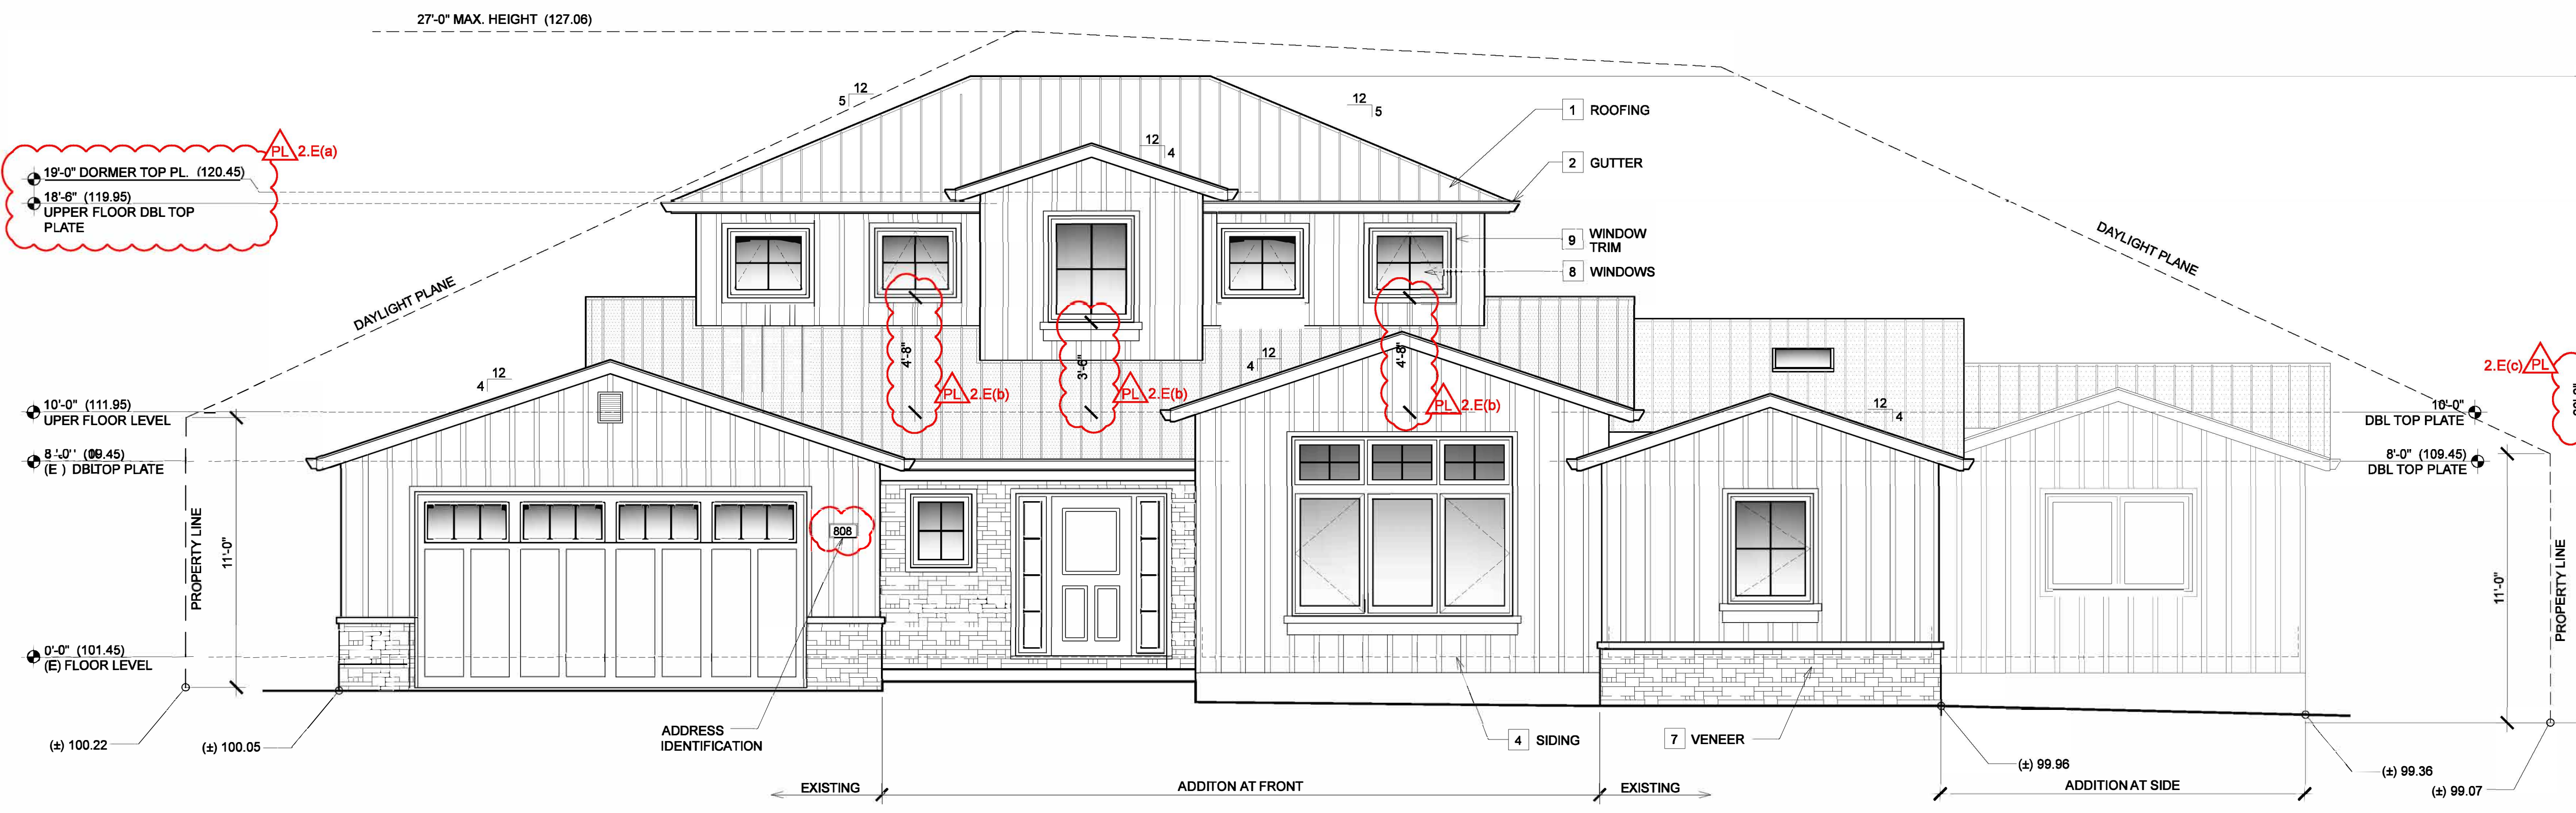 27'-0" MAX. HEIGHT (127.06)
12
5
12
5
1 ROOFING
12
4
2 GUTTER
PL 2.E(a)
19'-0" DORMER TOP PL. (120.45)
18'-6" (119.95)
UPPER FLOOR DBL TOP
PLATE
9 WINDOW
TRIM
8 WINDOWS
DAYLIGHT PLANE
DAYLIGHT PLANE
4'-8"
3'-6"
4'-8"
PL 2.E(b)
PL 2.E(b)
PL 2.E(b)
12
4
12
4
12
4
2.E(c) PL
10'-0" (111.95)
UPER FLOOR LEVEL
10'-0"
DBL TOP PLATE
(E) DBLTOP PLATE
8'-0" (109.45)
DBL TOP PLATE
PROPERTY LINE
11'-0"
808
11'-0"
PROPERTY LINE
0'-0" (101.45)
(E) FLOOR LEVEL
(±) 100.22
(±) 100.05
ADDRESS
IDENTIFICATION
4 SIDING
7 VENEER
(±) 99.96
(±) 99.36
(±) 99.07
EXISTING
ADDITON AT FRONT
EXISTING
ADDITION AT SIDE